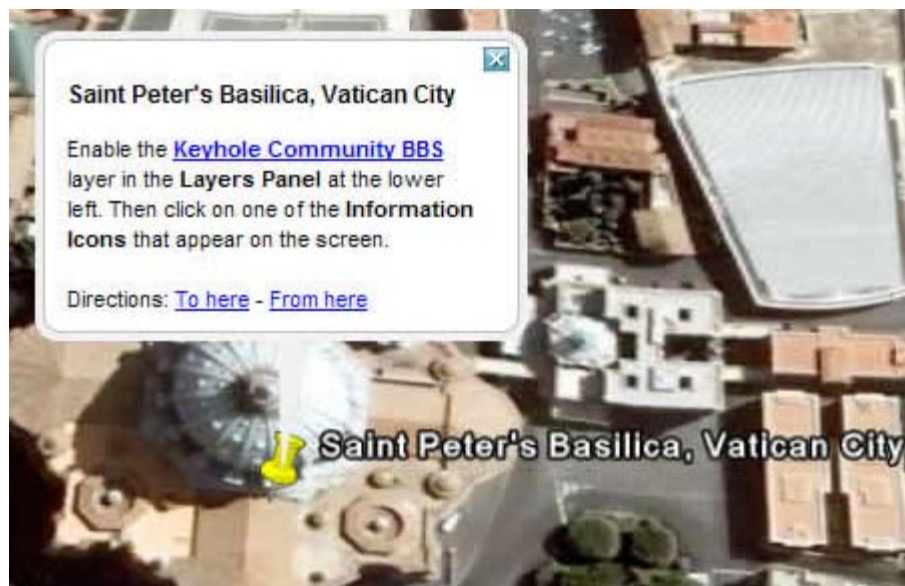 Saint Peter's Basilica, Vatican City
Enable the Keyhole Community BBS
layer in the Layers Panel at the lower
left. Then click on one of the Information
Icons that appear on the screen.
Directions: To here - From here
Saint Peter's Basilica, Vatican City